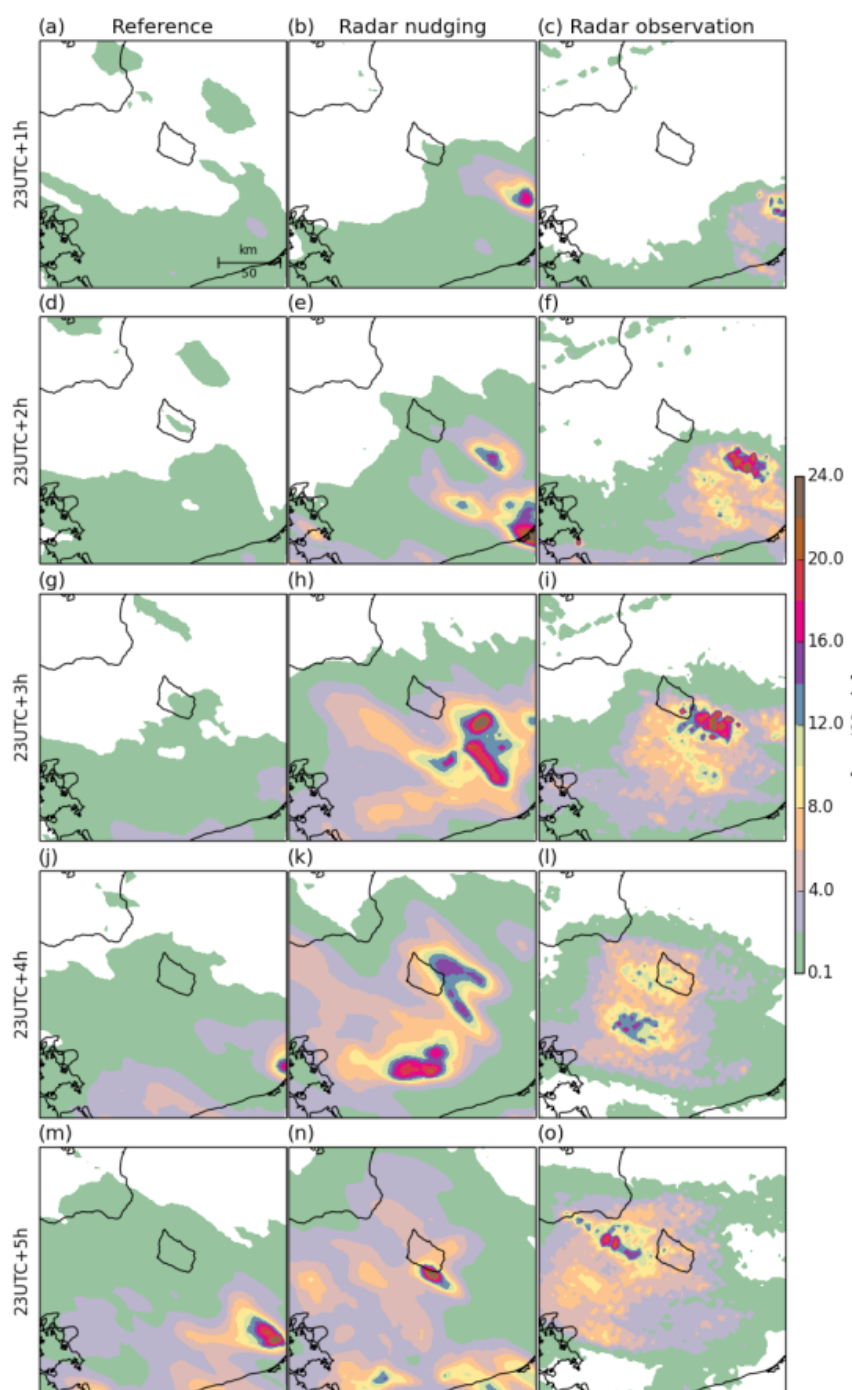 (a) Reference (b) Radar nudging (c) Radar observation
23UTC+1h
km
50
(d) (e) (f)
23UTC+2h
24.0
20.0
(g) (h) (i)
23UTC+3h
16.0
12.0
8.0
(j) (k) (l)
23UTC+4h
4.0
0.1
(m) (n) (o)
23UTC+5h